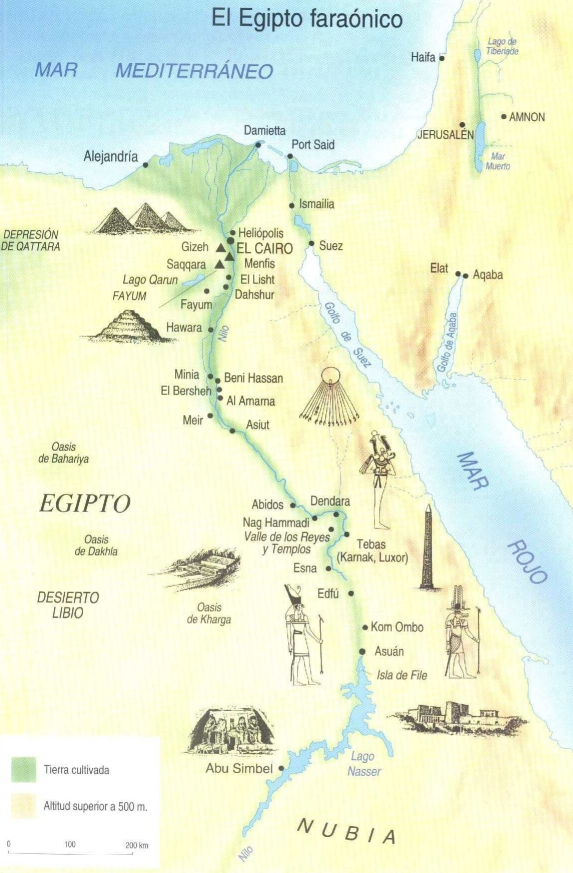 El Egipto faraónico
MAR MEDITERRÁNEO
Haifa
Lago de
Tiberiade
AMNON
JERUSALÉN
Mar
Muerto
Damietta
Port Said
Alejandría
Ismailia
DEPRESIÓN
DE QATTARA
Heliópolis
Gizeh
EL CAIRO
Suez
Saqqara
Menfis
Elat
Aqaba
Lago Qarun
El Lisht
FAYUM
Dahshur
Fayum
Golfo de Suez
Golfo de Aqaba
Hawara
Nilo
Minia
Beni Hassan
El Bersheh
Al Amarna
Meir
Asiut
Oasis
de Bahariya
MAR ROJO
EGIPTO
Abidos
Dendara
Nag Hammadi
Valle de los Reyes
y Templos
Tebas
(Karnak, Luxor)
Oasis
de Dakhla
Esna
Edfú
DESIERTO
LIBIO
Oasis
de Kharga
Kom Ombo
Asuán
Isla de File
Abu Simbel
Lago
Nasser
Tierra cultivada
Altitud superior a 500 m.
0 100 200 km
NUBIA
Nilo